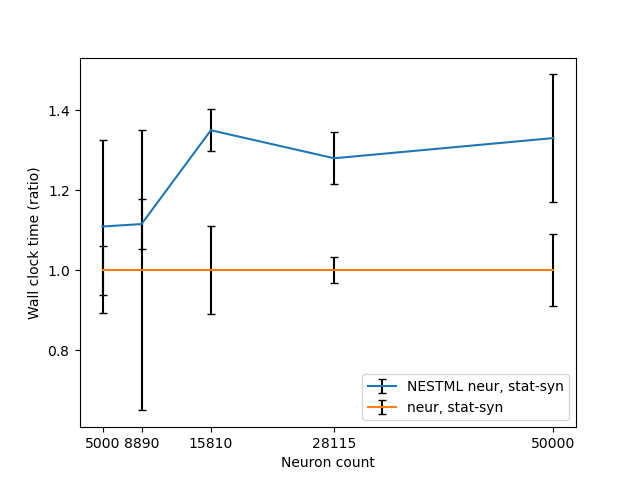 1.4
1.2
1.0
0.8
Wall clock time (ratio)
NESTML neur, stat-syn
neur, stat-syn
5000 8890 15810 28115 50000
Neuron count